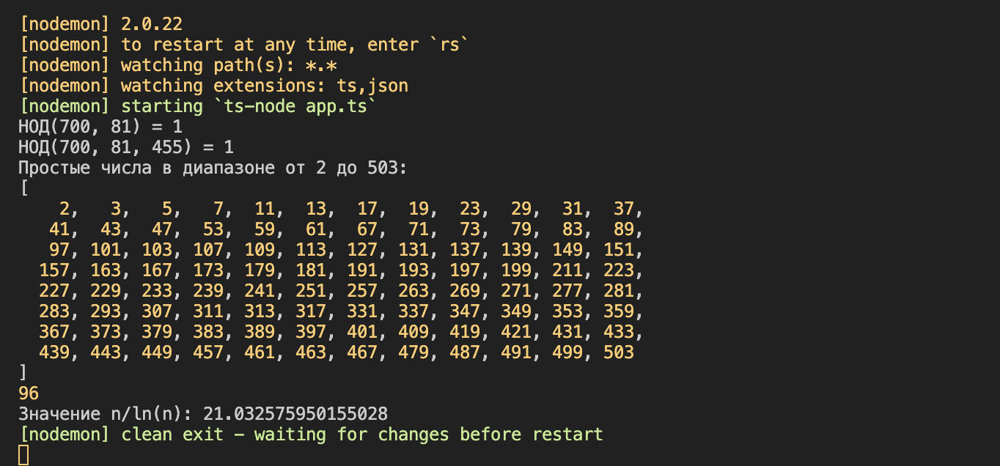 [nodemon] 2.0.22
[nodemon] to restart at any time, enter `rs`
[nodemon] watching path(s): *.*
[nodemon] watching extensions: ts,json
[nodemon] starting `ts-node app.ts`
НОД(700, 81) = 1
НОД(700, 81, 455) = 1
Простые числа в диапазоне от 2 до 503:
[
    2,   3,   5,   7,  11,  13,  17,  19,  23,  29,  31,  37,
   41,  43,  47,  53,  59,  61,  67,  71,  73,  79,  83,  89,
   97, 101, 103, 107, 109, 113, 127, 131, 137, 139, 149, 151,
  157, 163, 167, 173, 179, 181, 191, 193, 197, 199, 211, 223,
  227, 229, 233, 239, 241, 251, 257, 263, 269, 271, 277, 281,
  283, 293, 307, 311, 313, 317, 331, 337, 347, 349, 353, 359,
  367, 373, 379, 383, 389, 397, 401, 409, 419, 421, 431, 433,
  439, 443, 449, 457, 461, 463, 467, 479, 487, 491, 499, 503
]
96
Значение n/ln(n): 21.032575950155028
[nodemon] clean exit - waiting for changes before restart